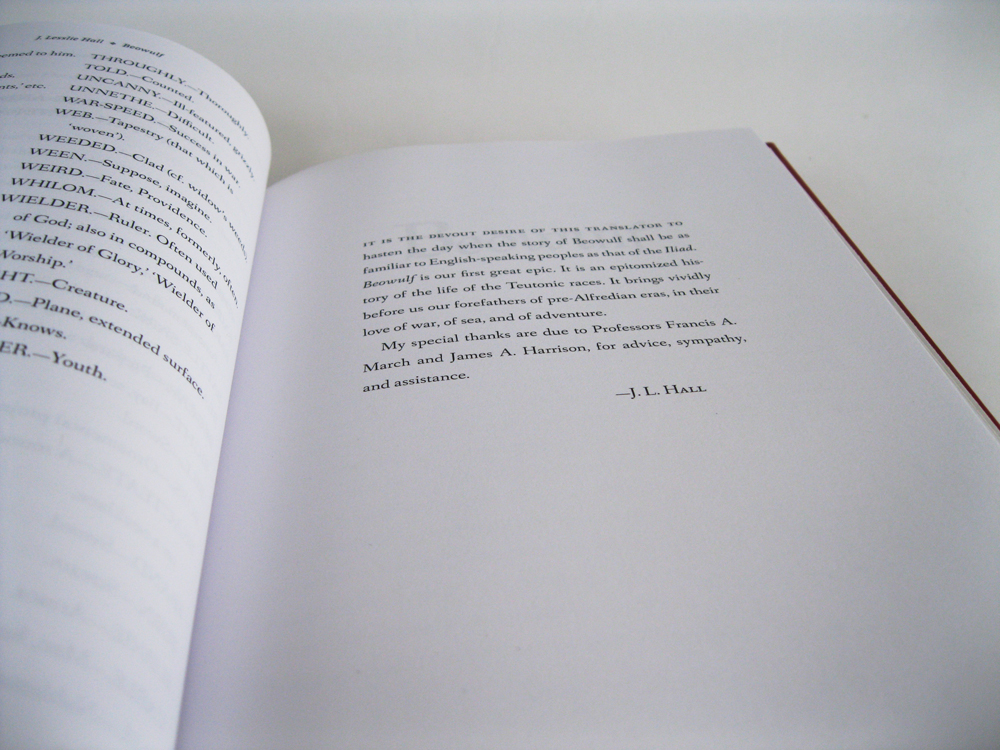 J. Lesslie Hall • Beowulf
emed to him.
ds.
nts,' etc.
THROUGHLY.—Thoroughly.
TOLD.—Counted.
UNCANNY.—Ill-featured, grizzly.
UNNETHE.—Difficult.
WAR-SPEED.—Success in war.
WEB.—Tapestry (that which is
'woven').
WEEDED.—Clad (cf. widow's weeds).
WEEN.—Suppose, imagine.
WEIRD.—Fate, Providence.
WHILOM.—At times, formerly, often
WIELDER.—Ruler. Often used
of God; also in compounds, as
'Wielder of Glory,' 'Wielder of
Worship.'
HT.—Creature.
D.—Plane, extended surface.
Knows.
ER.—Youth.
IT IS THE DEVOUT DESIRE OF THIS TRANSLATOR TO
hasten the day when the story of Beowulf shall be as
familiar to English-speaking peoples as that of the Iliad.
Beowulf is our first great epic. It is an epitomized his-
tory of the life of the Teutonic races. It brings vividly
before us our forefathers of pre-Alfredian eras, in their
love of war, of sea, and of adventure.
My special thanks are due to Professors Francis A.
March and James A. Harrison, for advice, sympathy,
and assistance.
—J. L. HALL